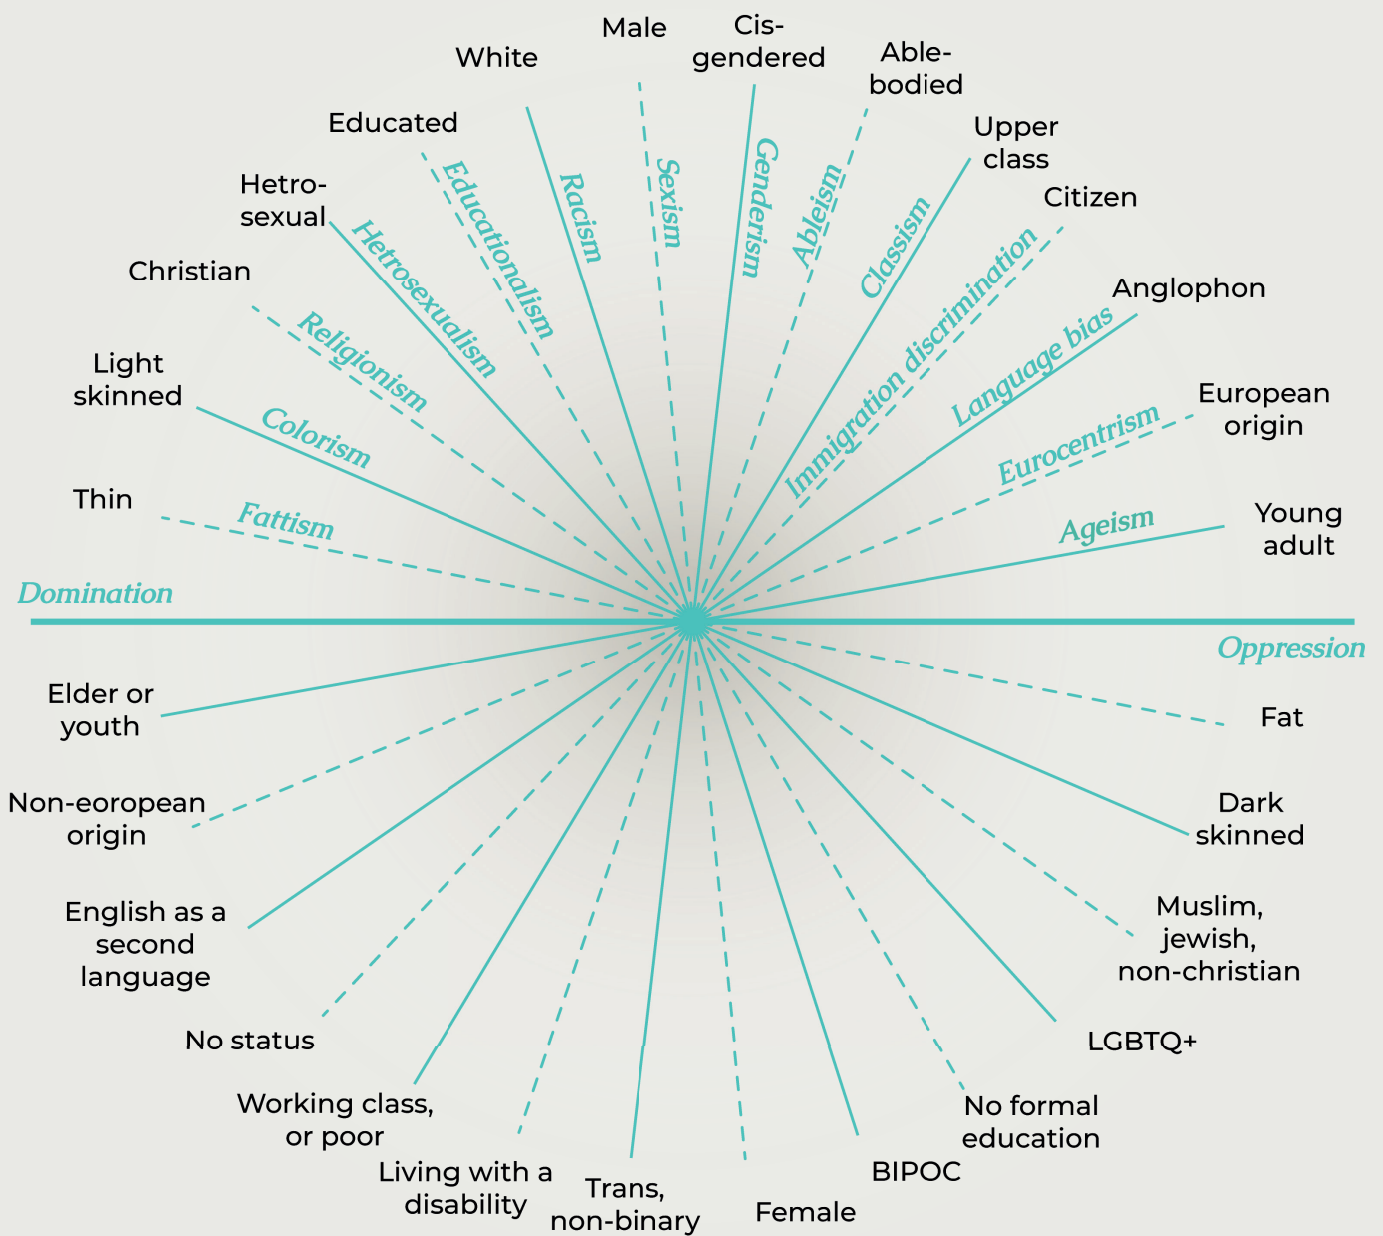 Male
Cis-
gendered
White
Able-
bodied
Educated
Upper
class
Hetro-
sexual
Citizen
Christian
Anglophon
Light
skinned
European
origin
Thin
Young
adult
Fattism
Colorism
Religionism
Hetrosexualism
Educationalism
Racism
Sexism
Genderism
Ableism
Classism
Immigration discrimination
Language bias
Eurocentrism
Ageism
Domination
Oppression
Elder or
youth
Fat
Non-eoropean
origin
Dark
skinned
English as a
second
language
Muslim,
jewish,
non-christian
No status
LGBTQ+
Working class,
or poor
No formal
education
Living with a
disability
Trans,
non-binary
Female
BIPOC